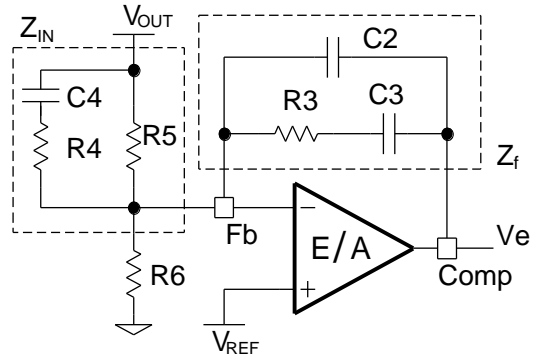 Z_IN
V_OUT
C2
C4
R3
C3
R4
R5
Z_f
Fb
−
E/A
Ve
R6
+
Comp
V_REF